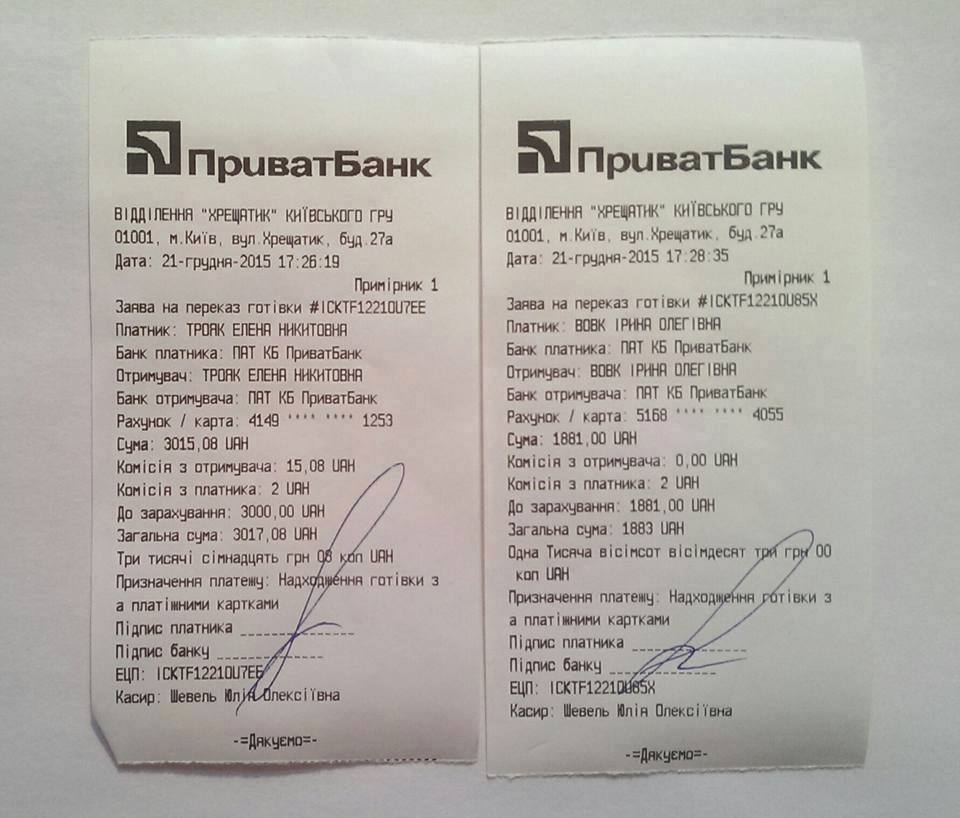 ПриватБанк
ВІДДІЛЕННЯ "ХРЕЩАТИК" КИЇВСЬКОГО ГРУ
01001, м.Київ, вул.Хрещатик, буд.27а
Дата: 21-грудня-2015 17:26:19
Примірник 1
Заява на переказ готівки #ICKTF12210U7EE
Платник: ТРОЯК ЕЛЕНА НИКИТОВНА
Банк платника: ПАТ КБ ПриватБанк
Отримувач: ТРОЯК ЕЛЕНА НИКИТОВНА
Банк отримувача: ПАТ КБ ПриватБанк
Рахунок / карта: 4149 **** **** 1253
Сума: 3015,08 UAH
Комісія з отримувача: 15,08 UAH
Комісія з платника: 2 UAH
До зарахування: 3000,00 UAH
Загальна сума: 3017,08 UAH
Три тисячі сімнадцять грн 08 коп UAH
Призначення платежу: Надходження готівки з
а платіжними картками
Підпис платника
Підпис банку
ЕЦП: ICKTF12210U7EE
Касир: Шевель Юлія Олексіївна
-=Дякуємо=-
ПриватБанк
ВІДДІЛЕННЯ "ХРЕЩАТИК" КИЇВСЬКОГО ГРУ
01001, м.Київ, вул.Хрещатик, буд.27а
Дата: 21-грудня-2015 17:28:35
Примірник 1
Заява на переказ готівки #ICKTF12210U85X
Платник: ВОВК ІРИНА ОЛЕГІВНА
Банк платника: ПАТ КБ ПриватБанк
Отримувач: ВОВК ІРИНА ОЛЕГІВНА
Банк отримувача: ПАТ КБ ПриватБанк
Рахунок / карта: 5168 **** **** 4055
Сума: 1881,00 UAH
Комісія з отримувача: 0,00 UAH
Комісія з платника: 2 UAH
До зарахування: 1881,00 UAH
Загальна сума: 1883 UAH
Одна Тисяча вісімсот вісімдесят три грн 00
коп UAH
Призначення платежу: Надходження готівки з
а платіжними картками
Підпис платника
Підпис банку
ЕЦП: ICKTF12210U85X
Касир: Шевель Юлія Олексіївна
-=Дякуємо=-